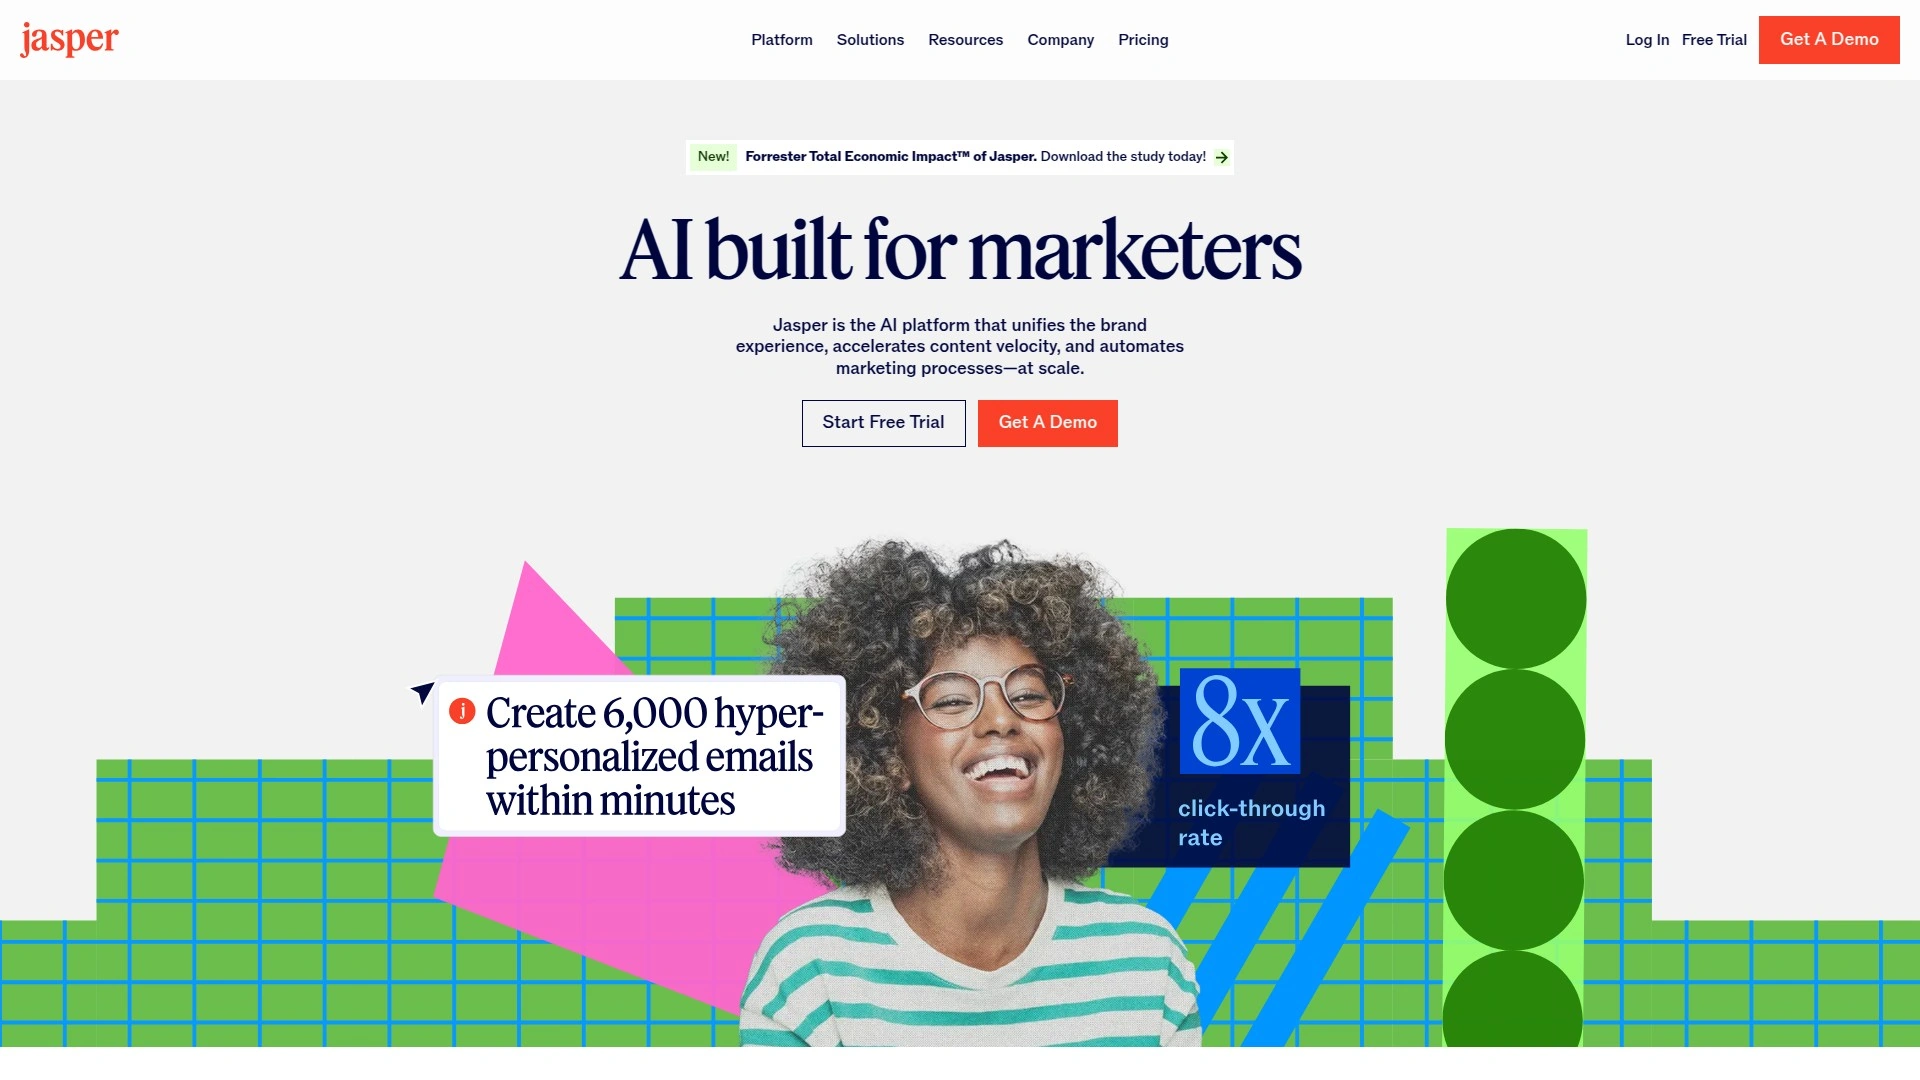 jasper
Platform
Solutions
Resources
Company
Pricing
Log In
Free Trial
Get A Demo
New! Forrester Total Economic Impact™ of Jasper. Download the study today!
AI built for marketers
Jasper is the AI platform that unifies the brand
experience, accelerates content velocity, and automates
marketing processes—at scale.
Start Free Trial
Get A Demo
j
Create 6,000 hyper-
personalized emails
within minutes
8x
click-through
rate